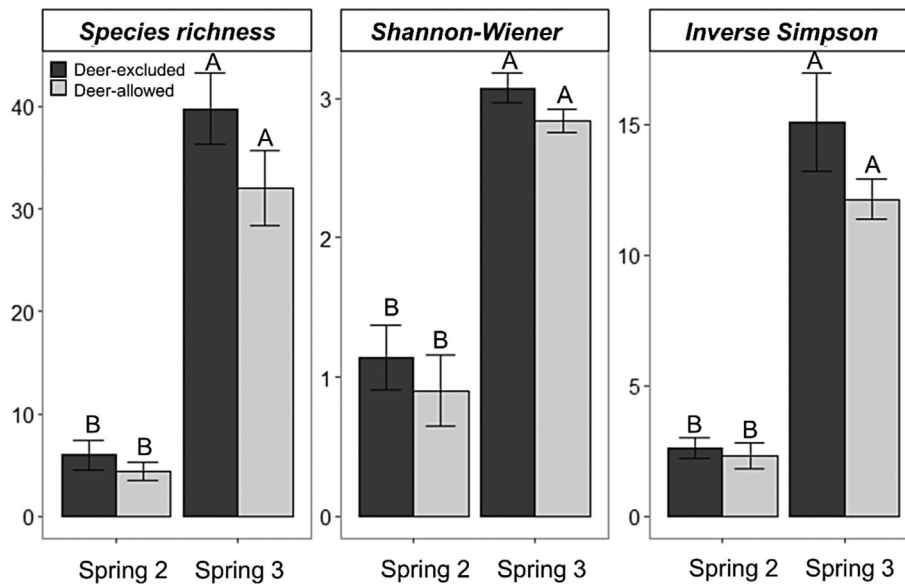 Species richness
Shannon-Wiener
Inverse Simpson
Deer-excluded
Deer-allowed
A
A
B
B
40
30
20
10
0
A
A
B
B
3
2
1
0
A
A
B
B
15
10
5
0
Spring 2
Spring 3
Spring 2
Spring 3
Spring 2
Spring 3